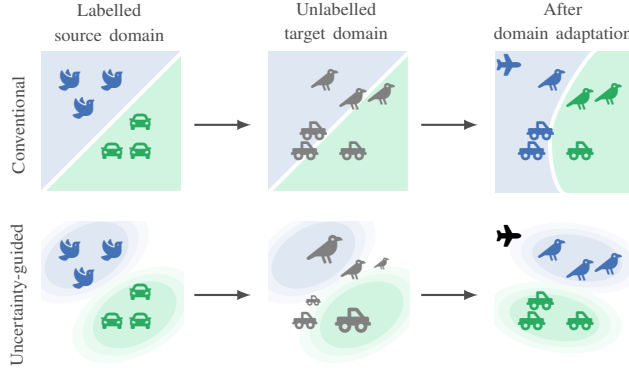 Labelled
source domain
Unlabelled
target domain
After
domain adaptation
Conventional
Uncertainty-guided